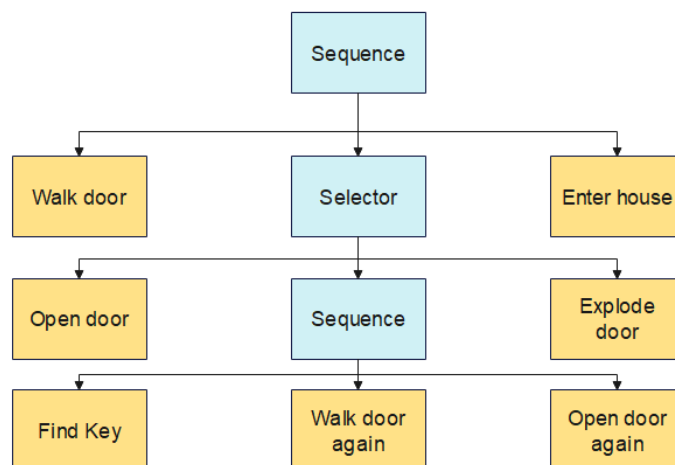 Sequence
Walk door
Selector
Enter house
Open door
Sequence
Explode
door
Find Key
Walk door
again
Open door
again